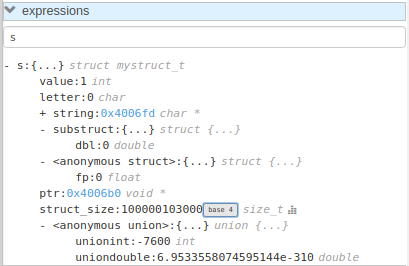 expressions
s
- s:{...} struct mystruct_t
value:1 int
letter:0 char
+ string:0x4006fd char *
- substruct:{...} struct {...}
dbl:0 double
- <anonymous struct>:{...} struct {...}
fp:0 float
ptr:0x4006b0 void *
struct_size:100000103000 base 4 size_t
- <anonymous union>:{...} union {...}
unionint:-7600 int
uniondouble:6.9533558074595144e-310 double